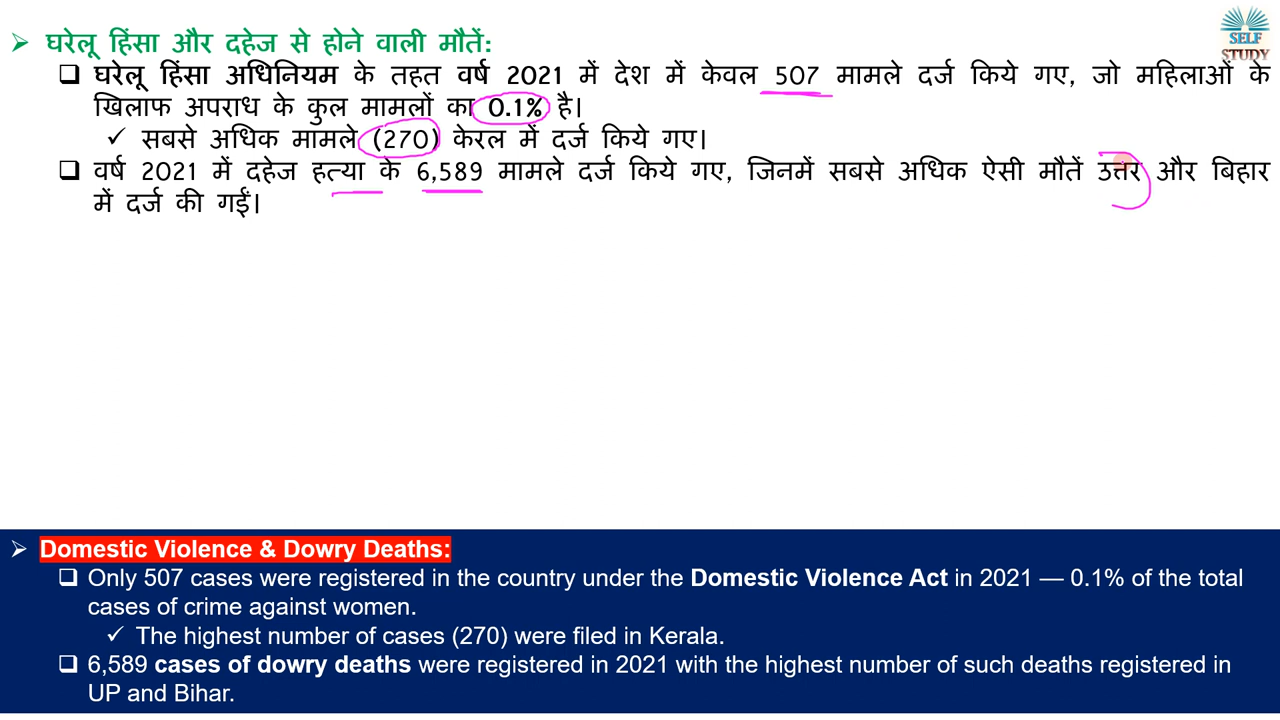 SELF
STUDY
➢ घरेलू हिंसा और दहेज से होने वाली मौतें:
❑ घरेलू हिंसा अधिनियम के तहत वर्ष 2021 में देश में केवल 507 मामले दर्ज किये गए, जो महिलाओं के
खिलाफ अपराध के कुल मामलों का 0.1% है।
✓ सबसे अधिक मामले (270) केरल में दर्ज किये गए।
❑ वर्ष 2021 में दहेज हत्या के 6,589 मामले दर्ज किये गए, जिनमें सबसे अधिक ऐसी मौतें उत्तर और बिहार
में दर्ज की गईं।
➢ Domestic Violence & Dowry Deaths:
❑ Only 507 cases were registered in the country under the Domestic Violence Act in 2021 — 0.1% of the total
cases of crime against women.
✓ The highest number of cases (270) were filed in Kerala.
❑ 6,589 cases of dowry deaths were registered in 2021 with the highest number of such deaths registered in
UP and Bihar.